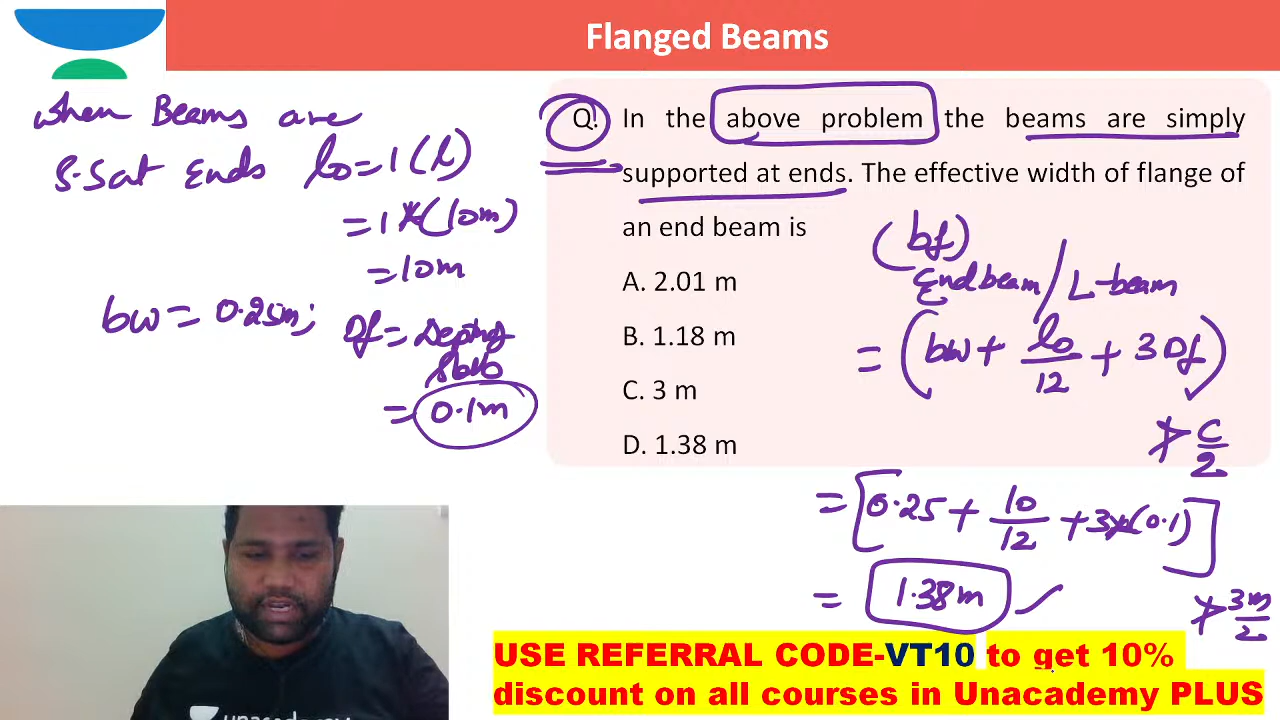 Flanged Beams
when Beams are
S.S at Ends lo = 1(L)
= 1×(10m)
= 10m
bw = 0.25m;
Df = Depth of
slab
= 0.1m
Q. In the above problem the beams are simply
supported at ends. The effective width of flange of
an end beam is
A. 2.01 m
B. 1.18 m
C. 3 m
D. 1.38 m
(bf)
End beam / L-beam
= (bw + lo/12 + 3Df)
≯ C/2
= [0.25 + 10/12 + 3×(0.1)]
= 1.38m ✓
≯ 3m/2
USE REFERRAL CODE-VT10 to get 10%
discount on all courses in Unacademy PLUS
unacademy